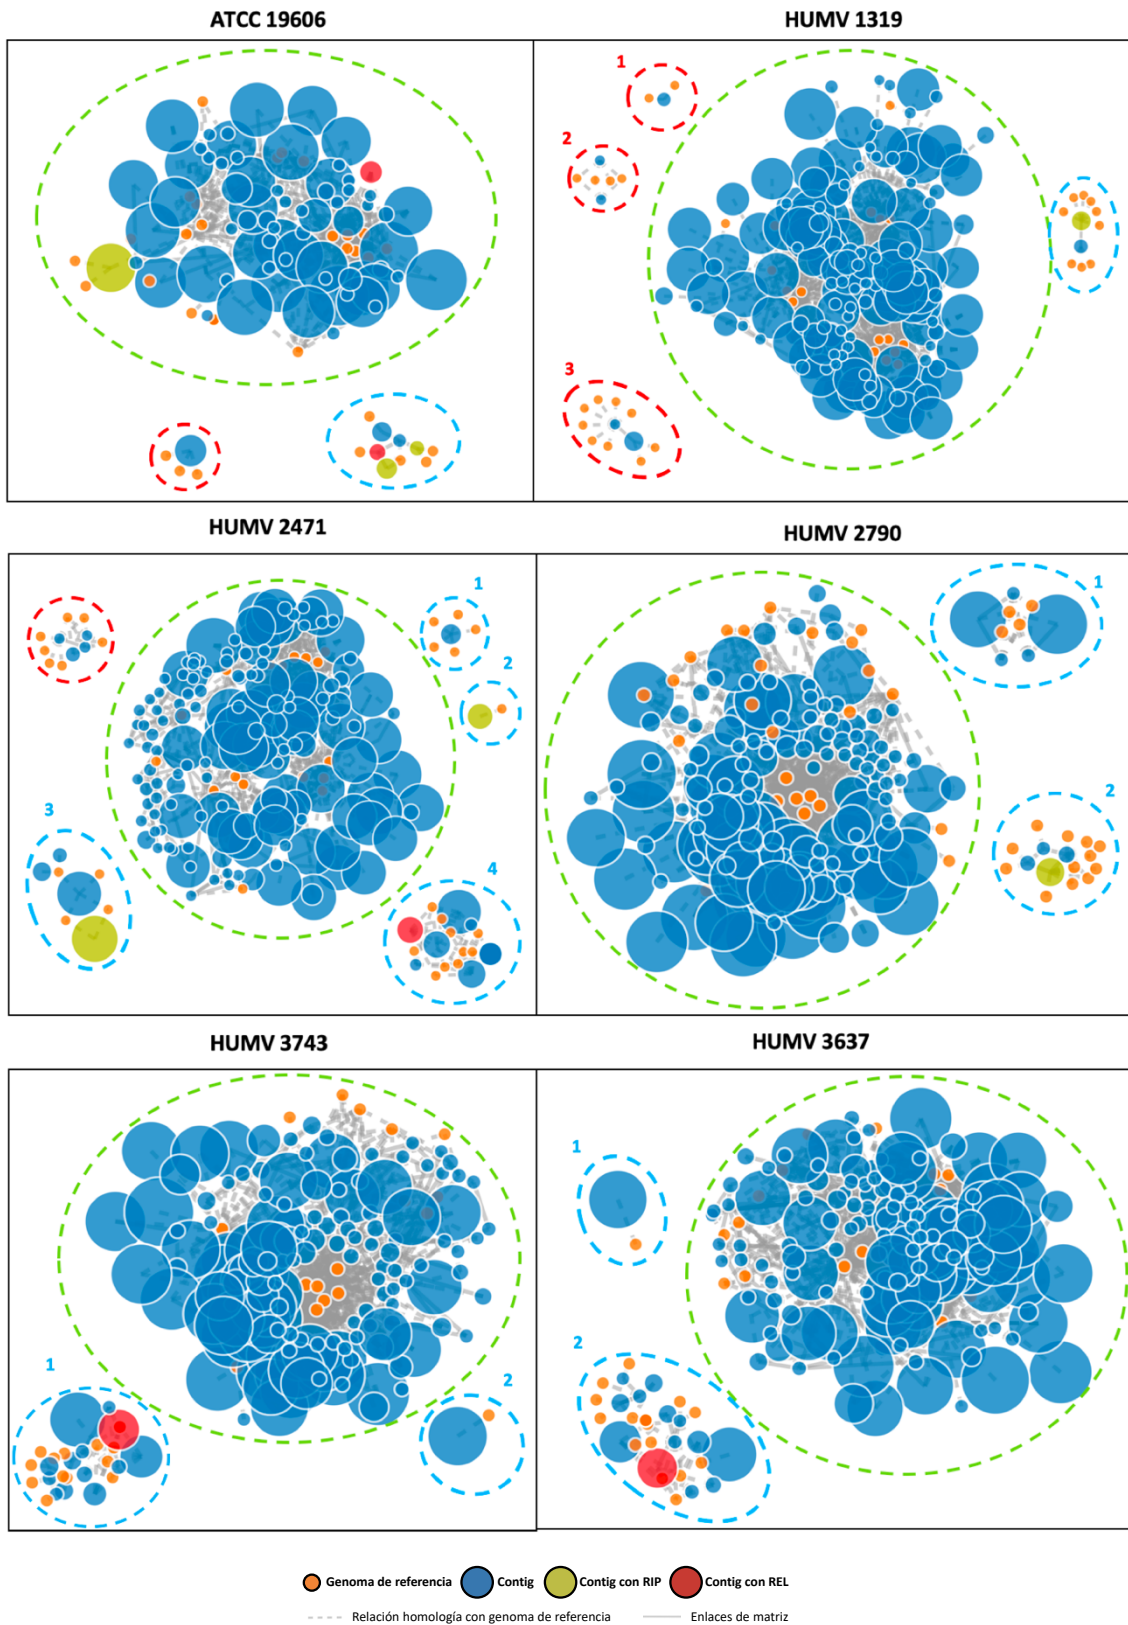 ATCC 19606
HUMV 1319
1
2
3
HUMV 2471
HUMV 2790
1
2
3
4
1
2
HUMV 3743
HUMV 3637
1
2
1
2
Genoma de referencia Contig Contig con RIP Contig con REL
Relación homología con genoma de referencia Enlaces de matriz